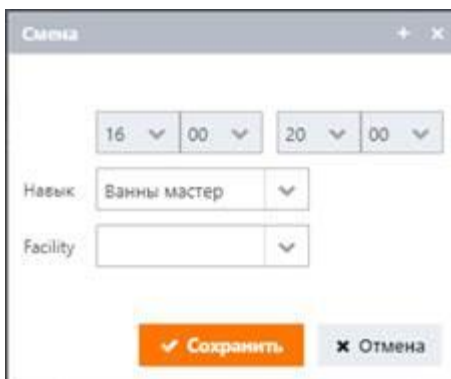 Смена
16 00 20 00
Навык Ванны мастер
Facility
Сохранить Отмена